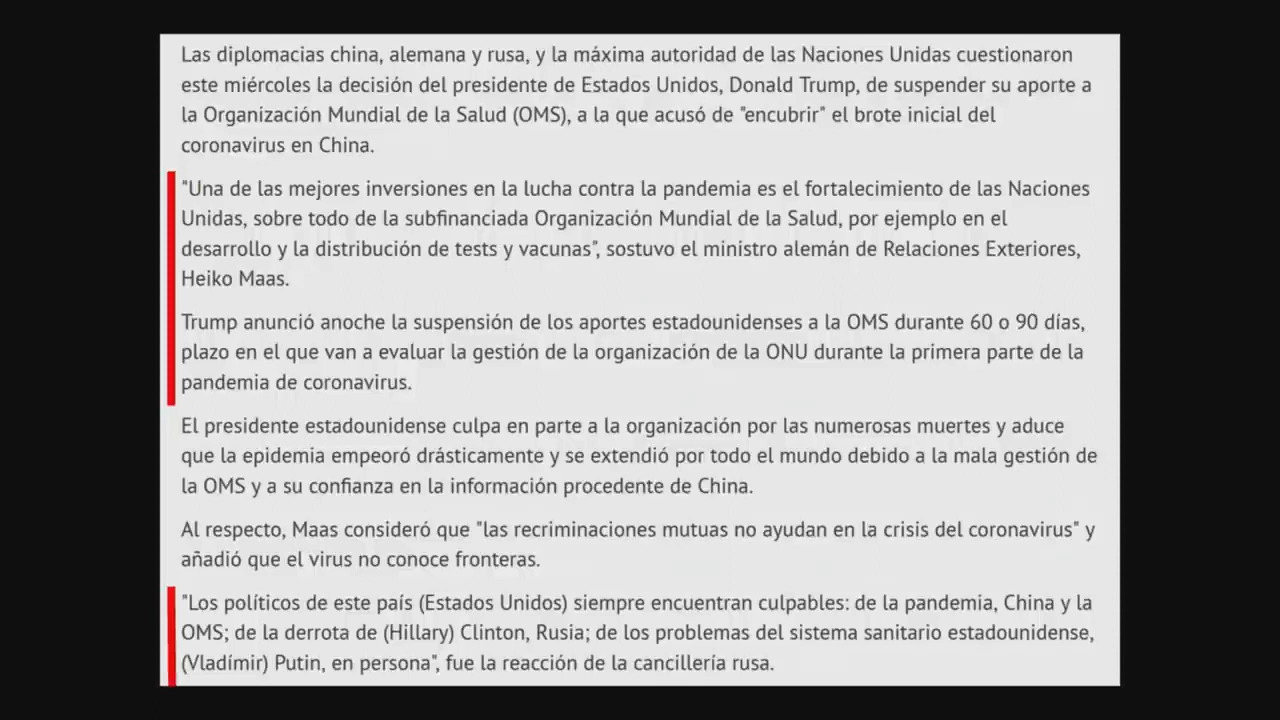 Las diplomacias china, alemana y rusa, y la máxima autoridad de las Naciones Unidas cuestionaron
este miércoles la decisión del presidente de Estados Unidos, Donald Trump, de suspender su aporte a
la Organización Mundial de la Salud (OMS), a la que acusó de "encubrir" el brote inicial del
coronavirus en China.
"Una de las mejores inversiones en la lucha contra la pandemia es el fortalecimiento de las Naciones
Unidas, sobre todo de la subfinanciada Organización Mundial de la Salud, por ejemplo en el
desarrollo y la distribución de tests y vacunas", sostuvo el ministro alemán de Relaciones Exteriores,
Heiko Maas.
Trump anunció anoche la suspensión de los aportes estadounidenses a la OMS durante 60 o 90 días,
plazo en el que van a evaluar la gestión de la organización de la ONU durante la primera parte de la
pandemia de coronavirus.
El presidente estadounidense culpa en parte a la organización por las numerosas muertes y aduce
que la epidemia empeoró drásticamente y se extendió por todo el mundo debido a la mala gestión de
la OMS y a su confianza en la información procedente de China.
Al respecto, Maas consideró que "las recriminaciones mutuas no ayudan en la crisis del coronavirus" y
añadió que el virus no conoce fronteras.
"Los políticos de este país (Estados Unidos) siempre encuentran culpables: de la pandemia, China y la
OMS; de la derrota de (Hillary) Clinton, Rusia; de los problemas del sistema sanitario estadounidense,
(Vladímir) Putin, en persona", fue la reacción de la cancillería rusa.